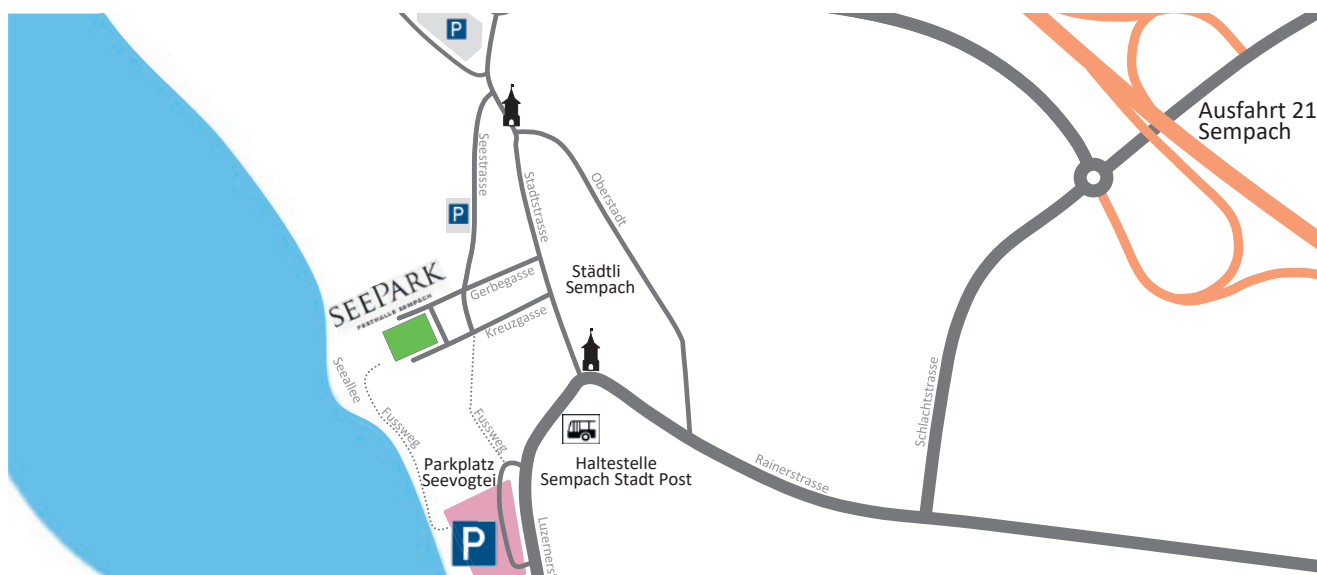 P
Ausfahrt 21
Sempach
Seestrasse
Stadtstrasse
Oberstadt
P
Städtli
Sempach
SEEPARK
FESTHALLE SEMPACH
Gerbegasse
Kreuzgasse
Seeallee
Fussweg
Fussweg
Schlachtstrasse
Parkplatz
Seevogtei
Haltestelle
Sempach Stadt Post
Rainerstrasse
P
Luzernerst